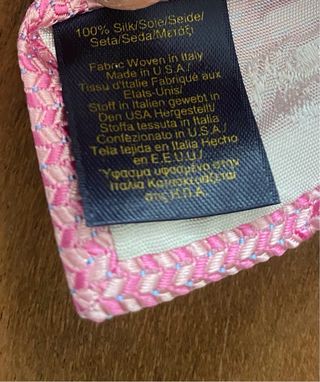 100% Silk/Soie/Seide/
Seta/Seda/Μετάξι
Fabric Woven in Italy
Made in U.S.A./
Tissu d'Italie Fabriqué aux
Etats-Unis/
Stoff in Italien gewebt in
Den USA Hergestellt/
Stoffa tessuta in Italia
Confezionato in U.S.A./
Tela tejida en Italia Hecho
en E.E.U.U./
Ύφασμα υφασμένο στην
Ιταλία Κατασκευάζεται
στις Η.Π.Α.